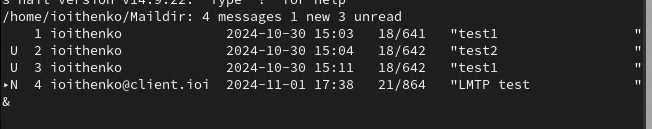 s nail version v14.9.22. Type `?' for help
/home/ioithenko/Maildir: 4 messages 1 new 3 unread
1 ioithenko 2024-10-30 15:03 18/641 "test1 "
U 2 ioithenko 2024-10-30 15:04 18/642 "test2 "
U 3 ioithenko 2024-10-30 15:11 18/642 "test1 "
▸N 4 ioithenko@client.ioi 2024-11-01 17:38 21/864 "LMTP test "
&